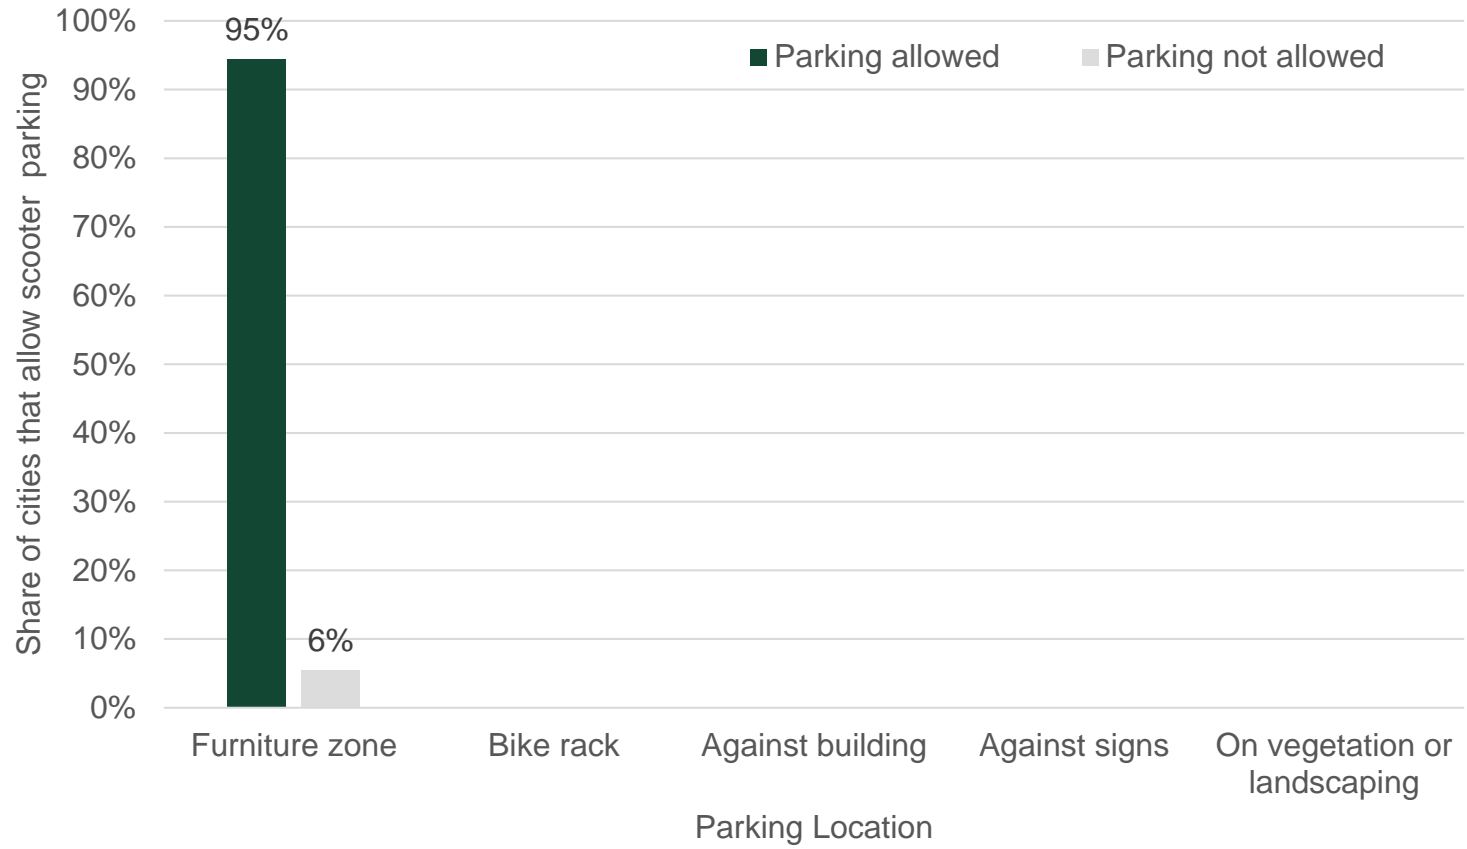 Share of cities that allow scooter  parking
100%
90%
80%
70%
60%
50%
40%
30%
20%
10%
0%
Parking allowed
Parking not allowed
95%
6%
Furniture zone
Bike rack
Against building
Against signs
On vegetation or
landscaping
Parking Location